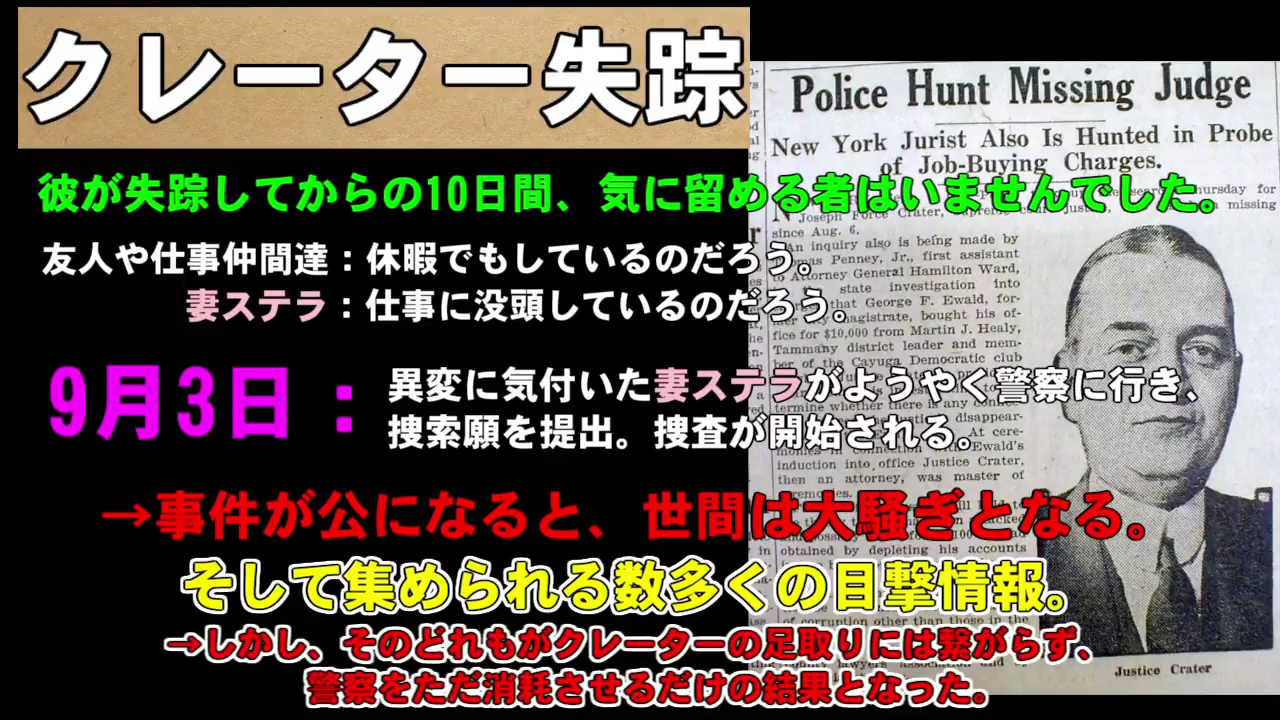 クレーター失踪
彼が失踪してからの10日間、気に留める者はいませんでした。
友人や仕事仲間達：休暇でもしているのだろう。
妻ステラ：仕事に没頭しているのだろう。
9月3日：異変に気付いた妻ステラがようやく警察に行き、
捜索願を提出。捜査が開始される。
→事件が公になると、世間は大騒ぎとなる。
そして集められる数多くの目撃情報。
→しかし、そのどれもがクレーターの足取りには繋がらず、
警察をただ消耗させるだけの結果となった。
Police Hunt Missing Judge
New York Jurist Also Is Hunted in Probe
of Job-Buying Charges.
since Aug. 6.
An inquiry also is being made by
Penney, Jr., first assistant
Attorney General Hamilton Ward,
state investigation into
that George F. Ewald, for-
magistrate, bought his of-
fice for $10,000 from Martin J. Healy,
Tammany district leader and mem-
ber of the Cayuga Democratic club
induction into office Justice Crater,
then an attorney, was master of
obtained by depleting his accounts
of corruption other than those in the
Justice Crater